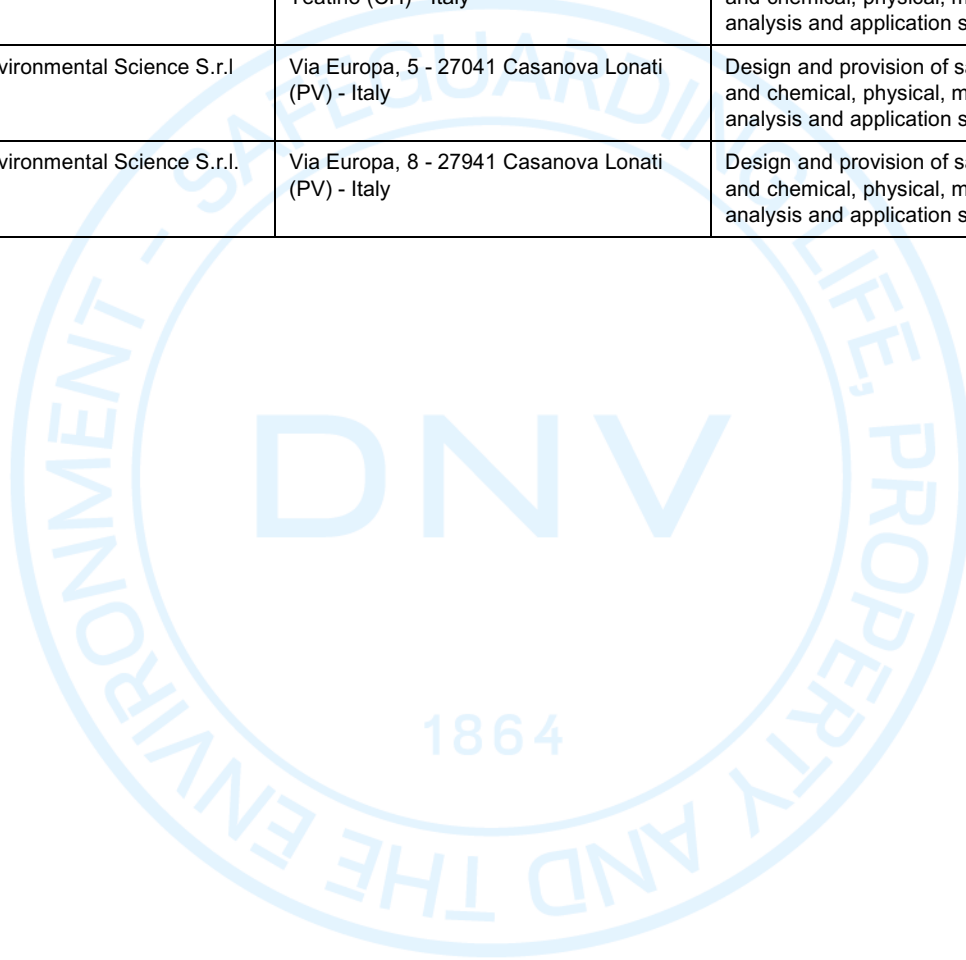 Teatino (CH) - Italy
and chemical, physical, m
analysis and application s
vironmental Science S.r.l
Via Europa, 5 - 27041 Casanova Lonati
(PV) - Italy
Design and provision of sa
and chemical, physical, m
analysis and application s
vironmental Science S.r.l.
Via Europa, 8 - 27941 Casanova Lonati
(PV) - Italy
Design and provision of sa
and chemical, physical, m
analysis and application s
SAFEGUARDING LIFE, PROPERTY AND THE ENVIRONMENT -
DNV
1864